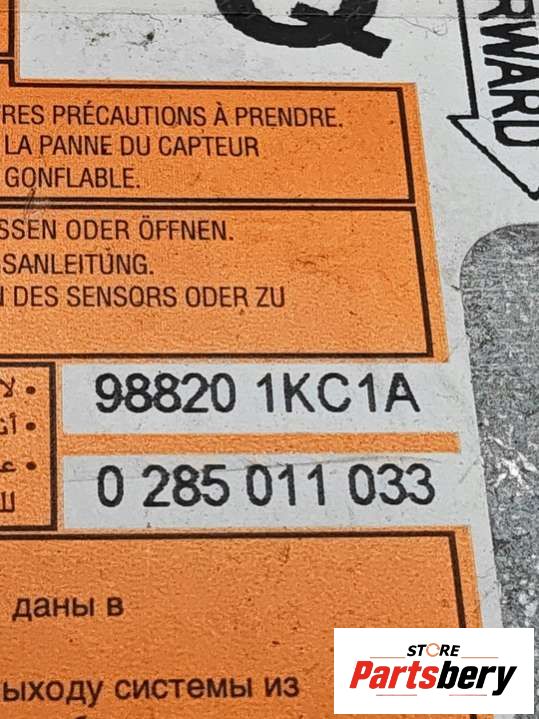 Q
RWARD
TRES PRÉCAUTIONS À PRENDRE.
LA PANNE DU CAPTEUR
GONFLABLE.
SSEN ODER ÖFFNEN.
SANLEITUNG.
DES SENSORS ODER ZU
98820 1KC1A
0 285 011 033
даны в
ыходу системы из
STORE
Partsbery